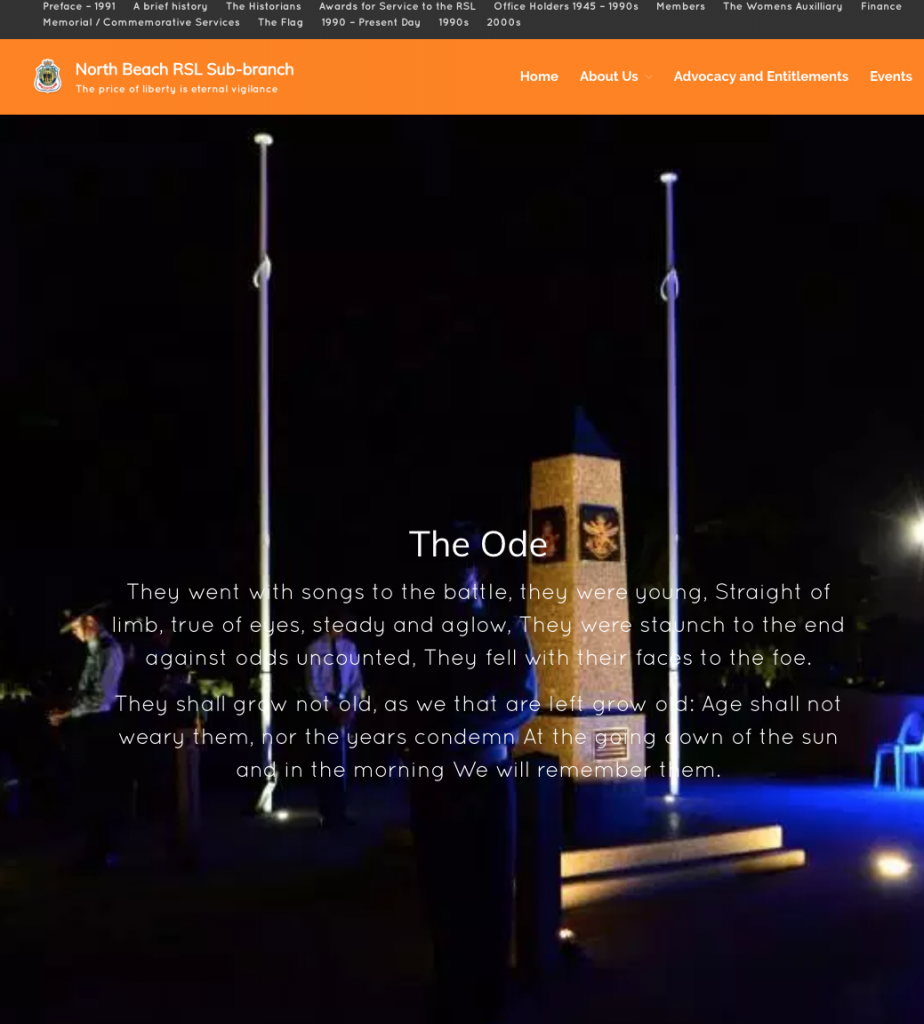 Preface – 1991 A brief history The Historians Awards for Service to the RSL Office Holders 1945 – 1990s Members The Womens Auxilliary Finance
Memorial / Commemorative Services The Flag 1990 – Present Day 1990s 2000s
North Beach RSL Sub-branch
The price of liberty is eternal vigilance
Home About Us Advocacy and Entitlements Events
The Ode
They went with songs to the battle, they were young, Straight of
limb, true of eyes, steady and aglow, They were staunch to the end
against odds uncounted, They fell with their faces to the foe.
They shall grow not old, as we that are left grow old: Age shall not
weary them, nor the years condemn At the going down of the sun
and in the morning We will remember them.